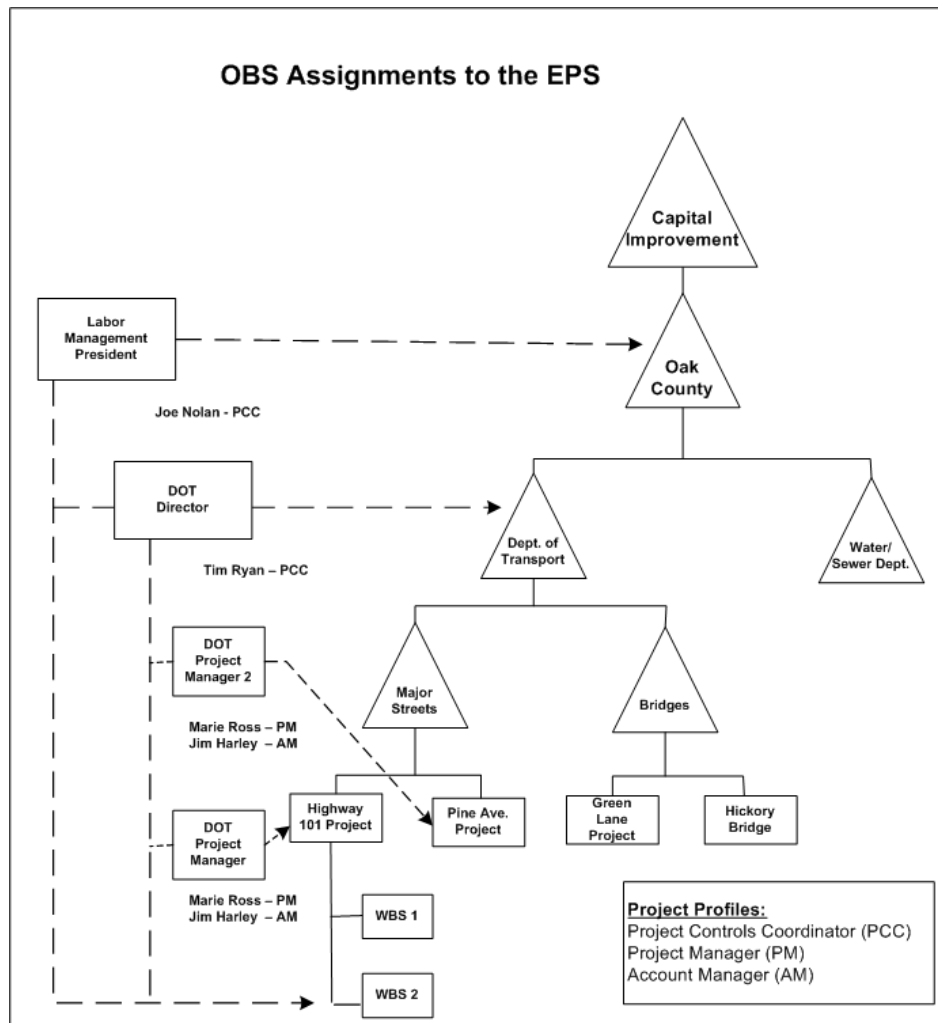 OBS Assignments to the EPS
Capital
Improvement
Labor
Management
President
Oak
County
Joe Nolan - PCC
DOT
Director
Dept. of
Transport
Water/
Sewer Dept.
Tim Ryan – PCC
DOT
Project
Manager 2
Major
Streets
Bridges
Marie Ross – PM
Jim Harley – AM
Highway
101 Project
Pine Ave.
Project
Green
Lane
Project
Hickory
Bridge
DOT
Project
Manager
Marie Ross – PM
Jim Harley – AM
WBS 1
WBS 2
Project Profiles:
Project Controls Coordinator (PCC)
Project Manager (PM)
Account Manager (AM)